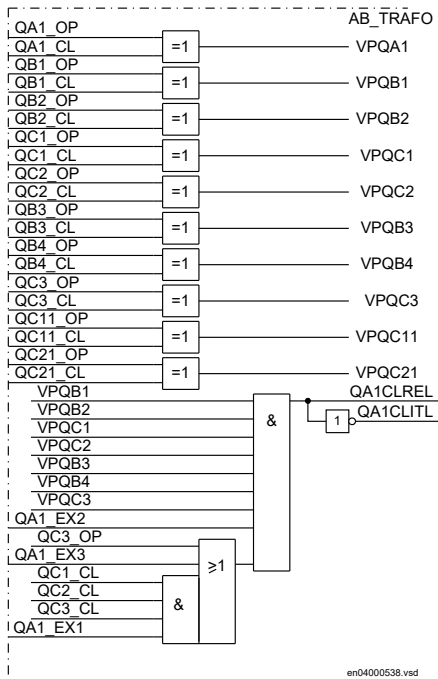 AB_TRAFO
QA1_OP
QA1_CL
=1
VPQA1
QB1_OP
QB1_CL
=1
VPQB1
QB2_OP
QB2_CL
=1
VPQB2
QC1_OP
QC1_CL
=1
VPQC1
QC2_OP
QC2_CL
=1
VPQC2
QB3_OP
QB3_CL
=1
VPQB3
QB4_OP
QB4_CL
=1
VPQB4
QC3_OP
QC3_CL
=1
VPQC3
QC11_OP
QC11_CL
=1
VPQC11
QC21_OP
QC21_CL
=1
VPQC21
VPQB1
VPQB2
VPQC1
VPQC2
VPQB3
VPQB4
VPQC3
QA1_EX2
&
QA1CLREL
1
QA1CLITL
QC3_OP
QA1_EX3
≥1
QC1_CL
QC2_CL
QC3_CL
QA1_EX1
&
en04000538.vsd